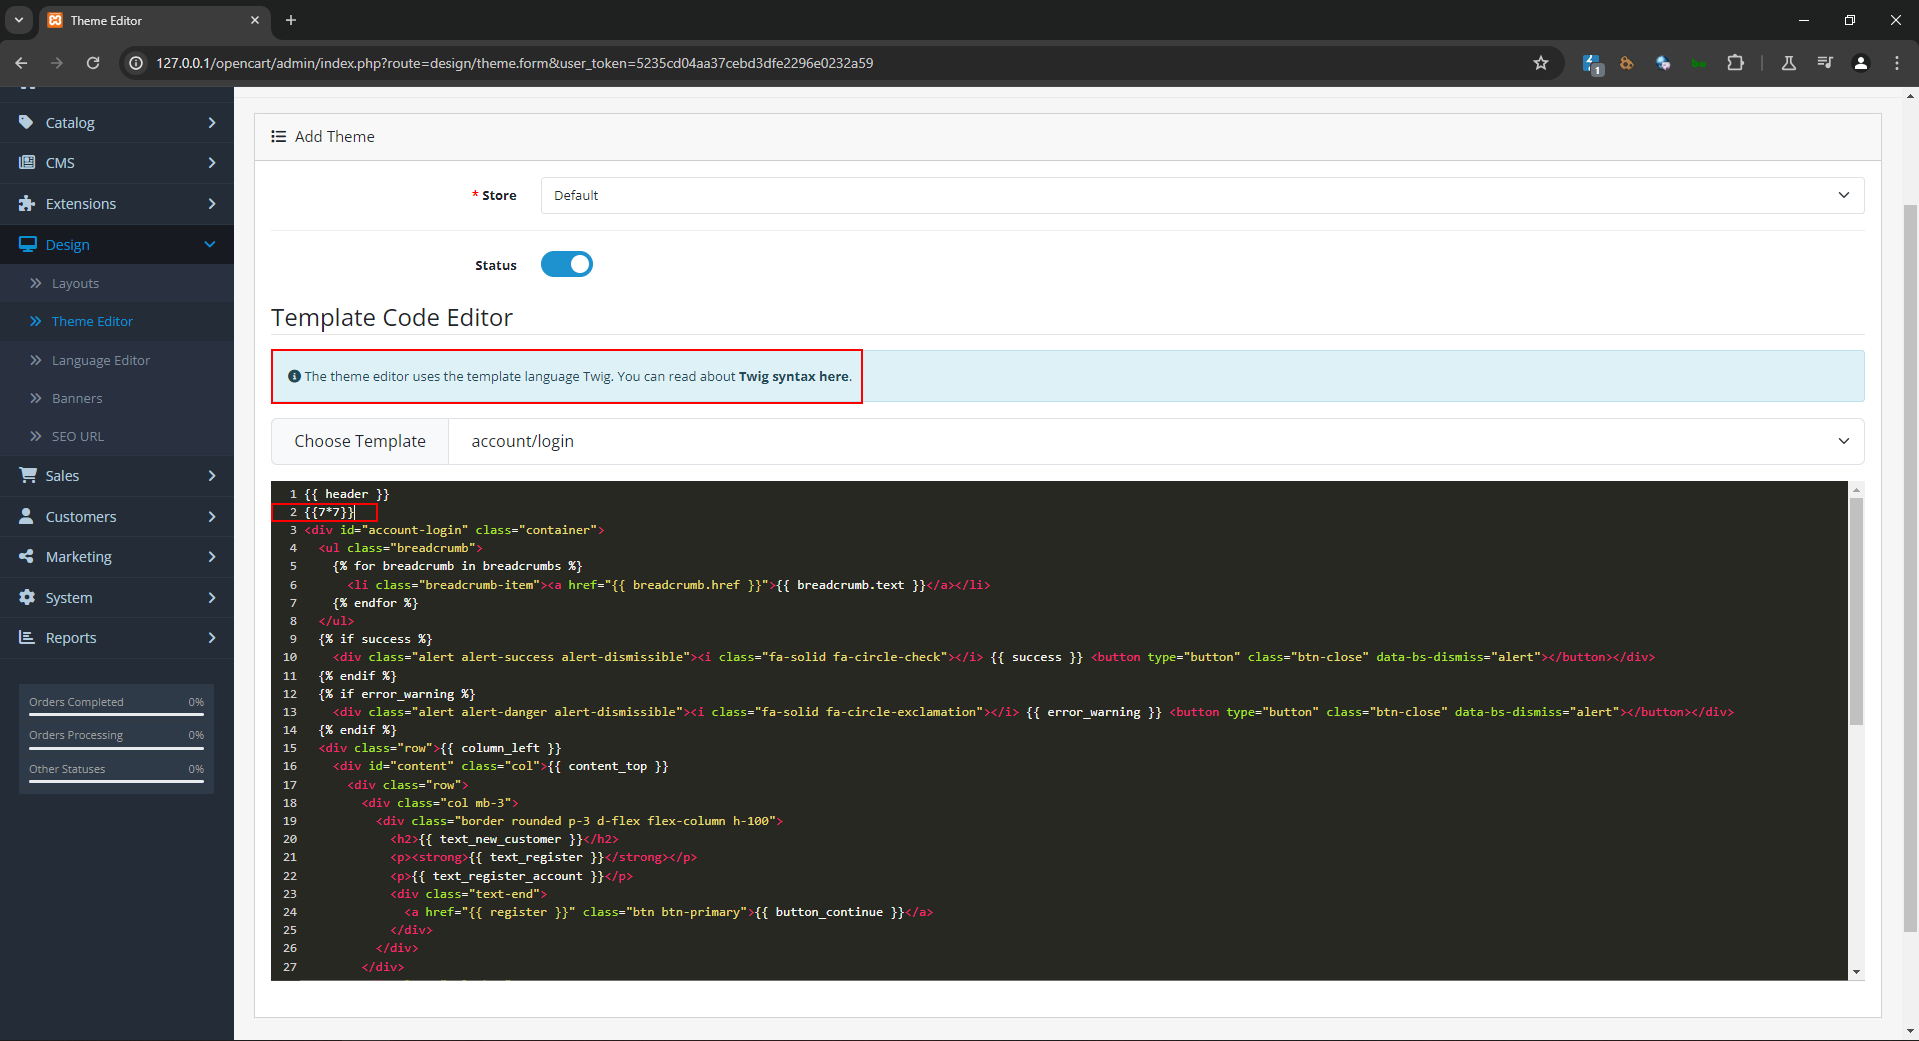 Theme Editor
127.0.0.1/opencart/admin/index.php?route=design/theme.form&user_token=5235cd04aa37cebd3dfe2296e0232a59
1
Catalog
CMS
Extensions
Design
Layouts
Theme Editor
Language Editor
Banners
SEO URL
Sales
Customers
Marketing
System
Reports
Orders Completed 0%
Orders Processing 0%
Other Statuses 0%
Add Theme
* Store Default
Status
Template Code Editor
The theme editor uses the template language Twig. You can read about Twig syntax here.
Choose Template account/login
1 {{ header }}
2 {{7*7}}
3 <div id="account-login" class="container">
4 <ul class="breadcrumb">
5 {% for breadcrumb in breadcrumbs %}
6 <li class="breadcrumb-item"><a href="{{ breadcrumb.href }}">{{ breadcrumb.text }}</a></li>
7 {% endfor %}
8 </ul>
9 {% if success %}
10 <div class="alert alert-success alert-dismissible"><i class="fa-solid fa-circle-check"></i> {{ success }} <button type="button" class="btn-close" data-bs-dismiss="alert"></button></div>
11 {% endif %}
12 {% if error_warning %}
13 <div class="alert alert-danger alert-dismissible"><i class="fa-solid fa-circle-exclamation"></i> {{ error_warning }} <button type="button" class="btn-close" data-bs-dismiss="alert"></button></div>
14 {% endif %}
15 <div class="row">{{ column_left }}
16 <div id="content" class="col">{{ content_top }}
17 <div class="row">
18 <div class="col mb-3">
19 <div class="border rounded p-3 d-flex flex-column h-100">
20 <h2>{{ text_new_customer }}</h2>
21 <p><strong>{{ text_register }}</strong></p>
22 <p>{{ text_register_account }}</p>
23 <div class="text-end">
24 <a href="{{ register }}" class="btn btn-primary">{{ button_continue }}</a>
25 </div>
26 </div>
27 </div>